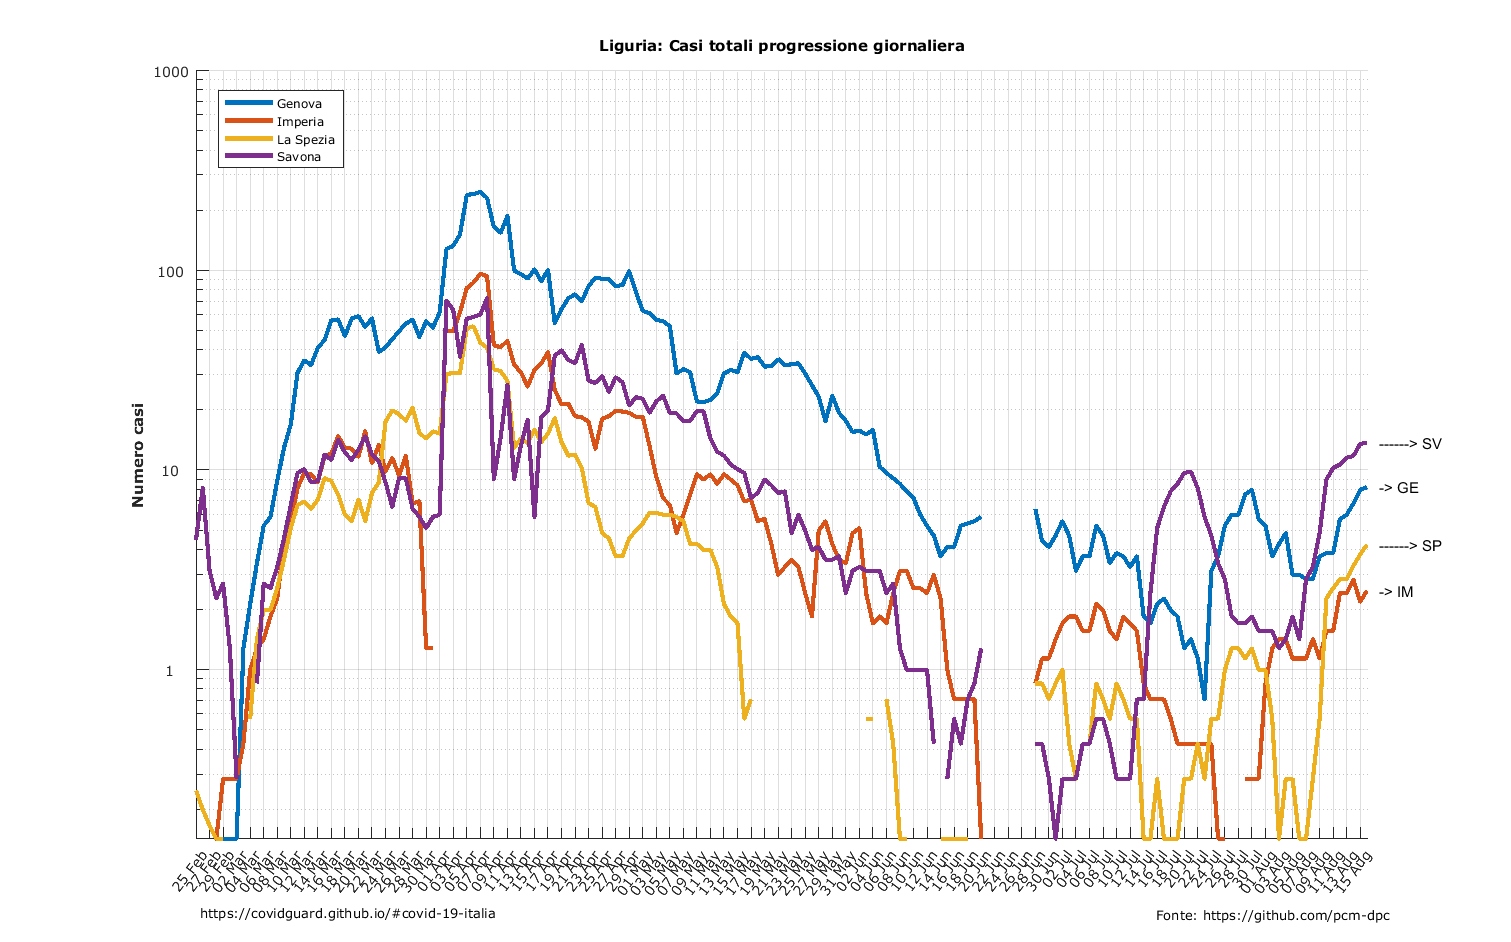 Liguria: Casi totali progressione giornaliera
Genova
Imperia
La Spezia
Savona
Numero casi
1000
100
10
1
------> SV
-> GE
------> SP
-> IM
25 Feb
27 Feb
29 Feb
02 Mar
04 Mar
06 Mar
08 Mar
10 Mar
12 Mar
14 Mar
16 Mar
18 Mar
20 Mar
22 Mar
24 Mar
26 Mar
28 Mar
30 Mar
01 Apr
03 Apr
05 Apr
07 Apr
09 Apr
11 Apr
13 Apr
15 Apr
17 Apr
19 Apr
21 Apr
23 Apr
25 Apr
27 Apr
29 Apr
01 May
03 May
05 May
07 May
09 May
11 May
13 May
15 May
17 May
19 May
21 May
23 May
25 May
27 May
29 May
31 May
02 Jun
04 Jun
06 Jun
08 Jun
10 Jun
12 Jun
14 Jun
16 Jun
18 Jun
20 Jun
22 Jun
24 Jun
26 Jun
28 Jun
30 Jun
02 Jul
04 Jul
06 Jul
08 Jul
10 Jul
12 Jul
14 Jul
16 Jul
18 Jul
20 Jul
22 Jul
24 Jul
26 Jul
28 Jul
30 Jul
01 Aug
03 Aug
05 Aug
07 Aug
09 Aug
11 Aug
13 Aug
15 Aug
https://covidguard.github.io/#covid-19-italia
Fonte: https://github.com/pcm-dpc